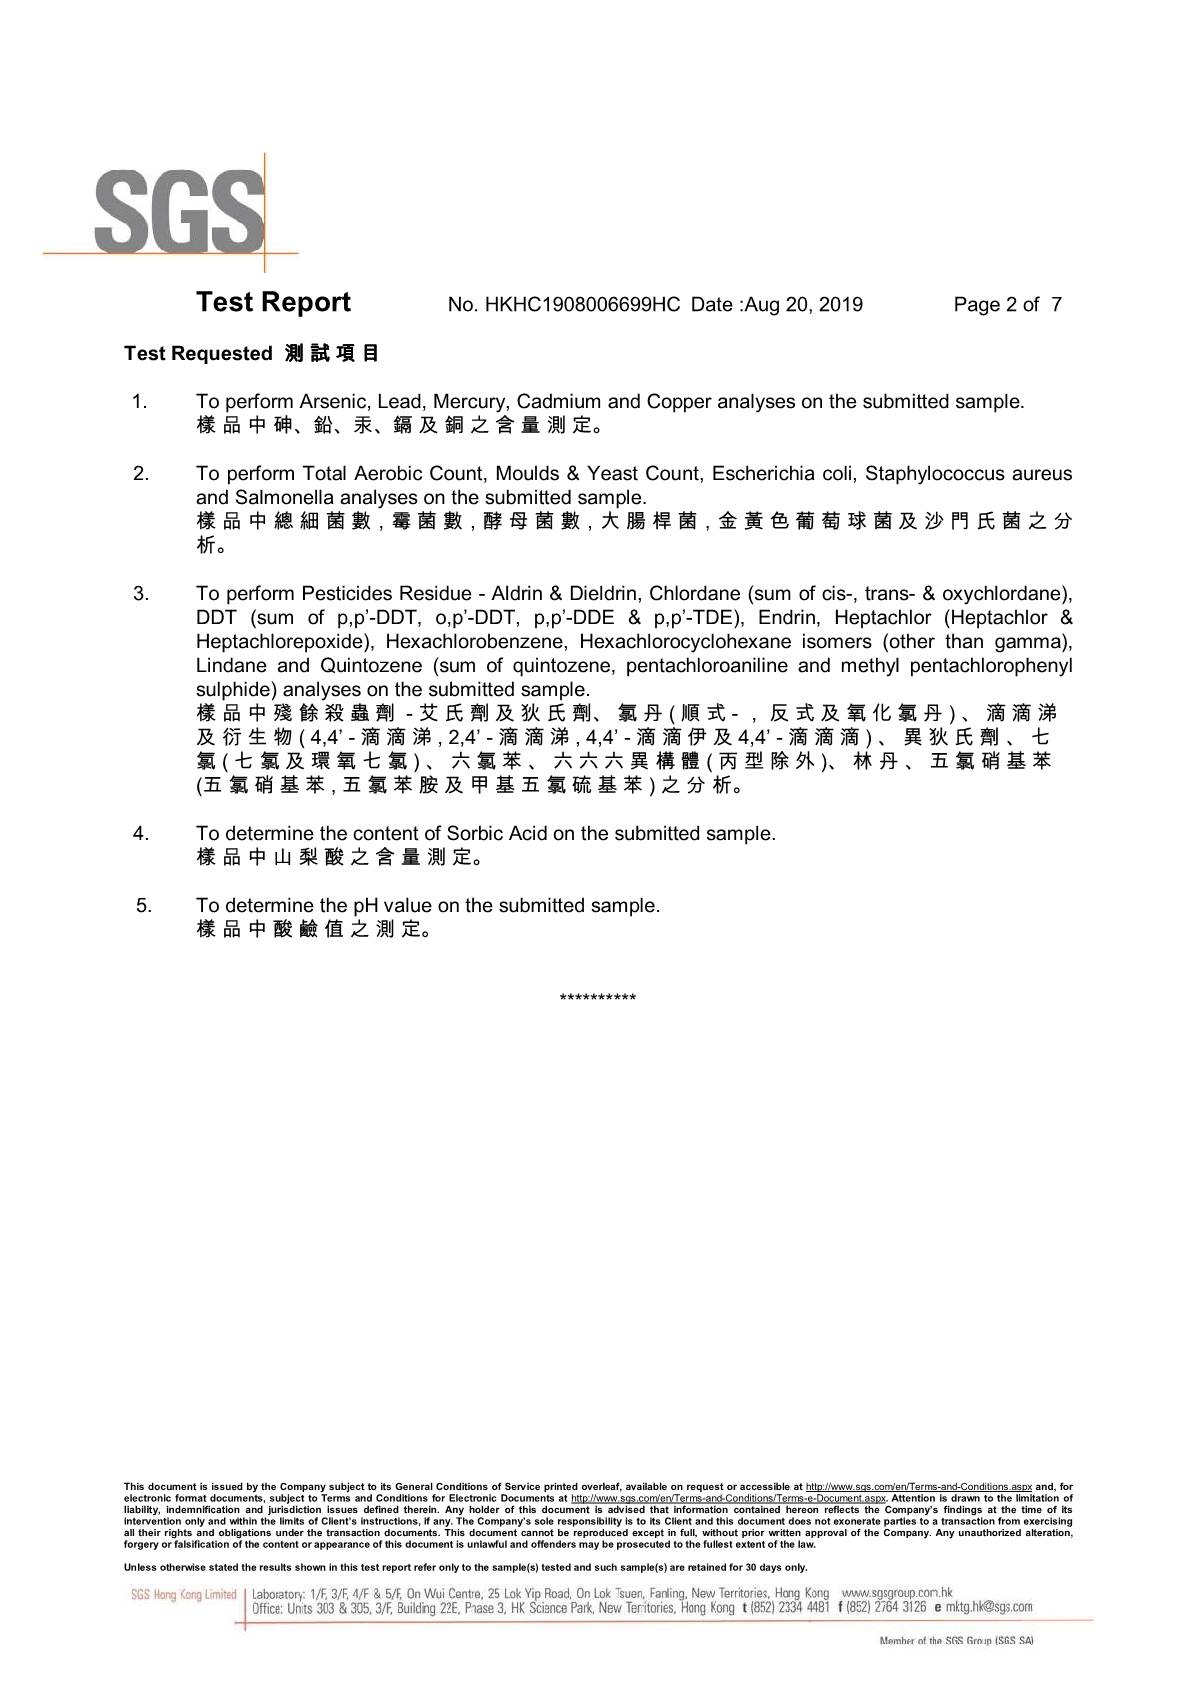 SGS
Test Report No. HKHC1908006699HC Date :Aug 20, 2019 Page 2 of 7
Test Requested 測試項目
1. To perform Arsenic, Lead, Mercury, Cadmium and Copper analyses on the submitted sample.
樣品中砷、鉛、汞、鎘及銅之含量測定。
2. To perform Total Aerobic Count, Moulds & Yeast Count, Escherichia coli, Staphylococcus aureus
and Salmonella analyses on the submitted sample.
樣品中總細菌數,霉菌數,酵母菌數,大腸桿菌,金黃色葡萄球菌及沙門氏菌之分
析。
3. To perform Pesticides Residue - Aldrin & Dieldrin, Chlordane (sum of cis-, trans- & oxychlordane),
DDT (sum of p,p’-DDT, o,p’-DDT, p,p’-DDE & p,p’-TDE), Endrin, Heptachlor (Heptachlor &
Heptachlorepoxide), Hexachlorobenzene, Hexachlorocyclohexane isomers (other than gamma),
Lindane and Quintozene (sum of quintozene, pentachloroaniline and methyl pentachlorophenyl
sulphide) analyses on the submitted sample.
樣品中殘餘殺蟲劑 -艾氏劑及狄氏劑、氯丹(順式-, 反式及氧化氯丹)、滴滴涕
及衍生物(4,4’-滴滴涕,2,4’-滴滴涕,4,4’-滴滴伊及4,4’-滴滴滴)、異狄氏劑、七
氯(七氯及環氧七氯)、六氯苯、六六六異構體(丙型除外)、林丹、五氯硝基苯
(五氯硝基苯,五氯苯胺及甲基五氯硫基苯)之分析。
4. To determine the content of Sorbic Acid on the submitted sample.
樣品中山梨酸之含量測定。
5. To determine the pH value on the submitted sample.
樣品中酸鹼值之測定。
**********
This document is issued by the Company subject to its General Conditions of Service printed overleaf, available on request or accessible at http://www.sgs.com/en/Terms-and-Conditions.aspx and, for
electronic format documents, subject to Terms and Conditions for Electronic Documents at http://www.sgs.com/en/Terms-and-Conditions/Terms-e-Document.aspx. Attention is drawn to the limitation of
liability, indemnification and jurisdiction issues defined therein. Any holder of this document is advised that information contained hereon reflects the Company's findings at the time of its
intervention only and within the limits of Client's instructions, if any. The Company's sole responsibility is to its Client and this document does not exonerate parties to a transaction from exercising
all their rights and obligations under the transaction documents. This document cannot be reproduced except in full, without prior written approval of the Company. Any unauthorized alteration,
forgery or falsification of the content or appearance of this document is unlawful and offenders may be prosecuted to the fullest extent of the law.
Unless otherwise stated the results shown in this test report refer only to the sample(s) tested and such sample(s) are retained for 30 days only.
SGS Hong Kong Limited Laboratory: 1/F, 3/F, 4/F & 5/F, On Wui Centre, 25 Lok Yip Road, On Lok Tsuen, Fanling, New Territories, Hong Kong www.sgsgroup.com.hk
Office: Units 303 & 305, 3/F, Building 22E, Phase 3, HK Science Park, New Territories, Hong Kong t (852) 2334 4481 f (852) 2764 3126 e mktg.hk@sgs.com
Member of the SGS Group (SGS SA)